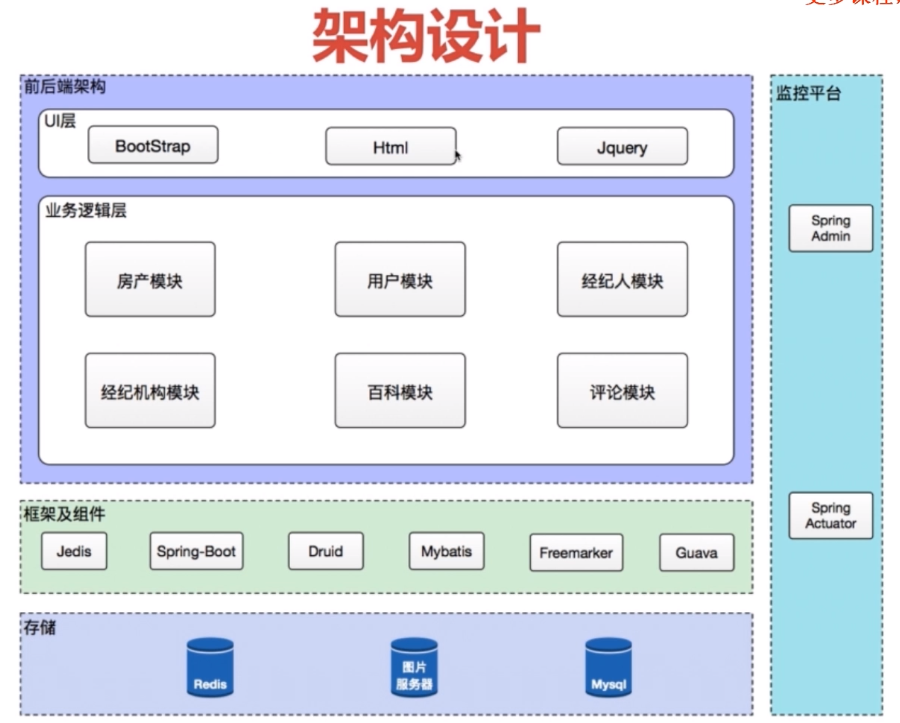 架构设计
前后端架构
UI层
BootStrap
Html
Jquery
业务逻辑层
房产模块
用户模块
经纪人模块
经纪机构模块
百科模块
评论模块
框架及组件
Jedis
Spring-Boot
Druid
Mybatis
Freemarker
Guava
存储
Redis
图片
服务器
Mysql
监控平台
Spring
Admin
Spring
Actuator